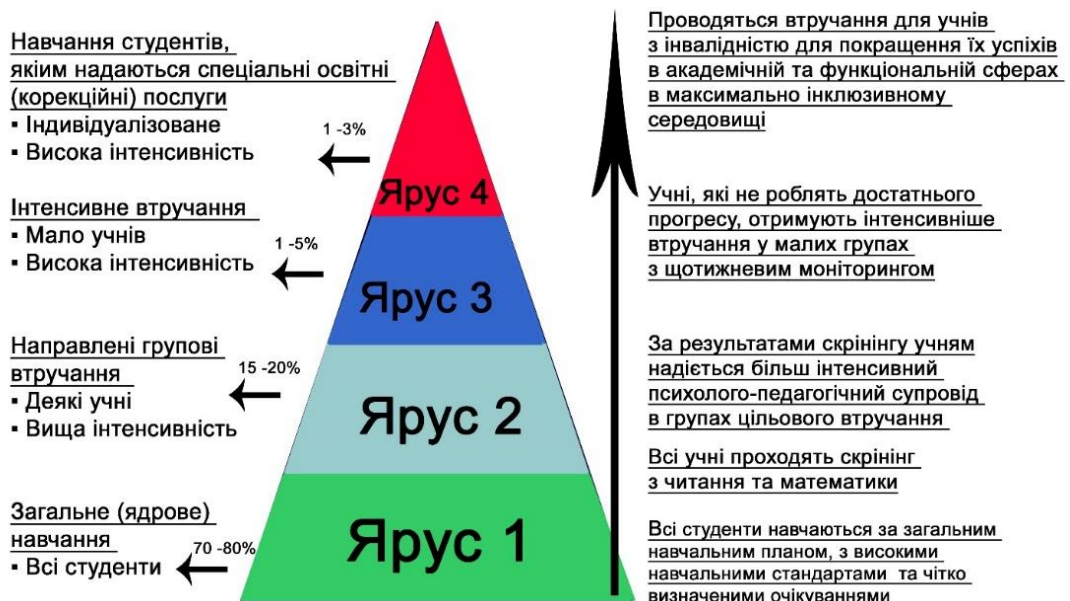 Навчання студентів,
якіим надаються спеціальні освітні
(корекційні) послуги
▪ Індивідуалізоване
▪ Висока інтенсивність
1 -3%
Інтенсивне втручання
▪ Мало учнів
▪ Висока інтенсивність
1 -5%
Направлені групові
втручання
▪ Деякі учні
▪ Вища інтенсивність
15 -20%
Загальне (ядрове)
навчання
▪ Всі студенти
70 -80%
Ярус 4
Ярус 3
Ярус 2
Ярус 1
Проводяться втручання для учнів
з інвалідністю для покращення їх успіхів
в академічній та функціональній сферах
в максимально інклюзивному
середовищі
Учні, які не роблять достатнього
прогресу, отримують інтенсивніше
втручання у малих групах
з щотижневим моніторингом
За результатами скрінінгу учням
надіється більш інтенсивний
психолого-педагогічний супровід
в групах цільового втручання
Всі учні проходять скрінінг
з читання та математики
Всі студенти навчаються за загальним
навчальним планом, з високими
навчальними стандартами та чітко
визначеними очікуваннями